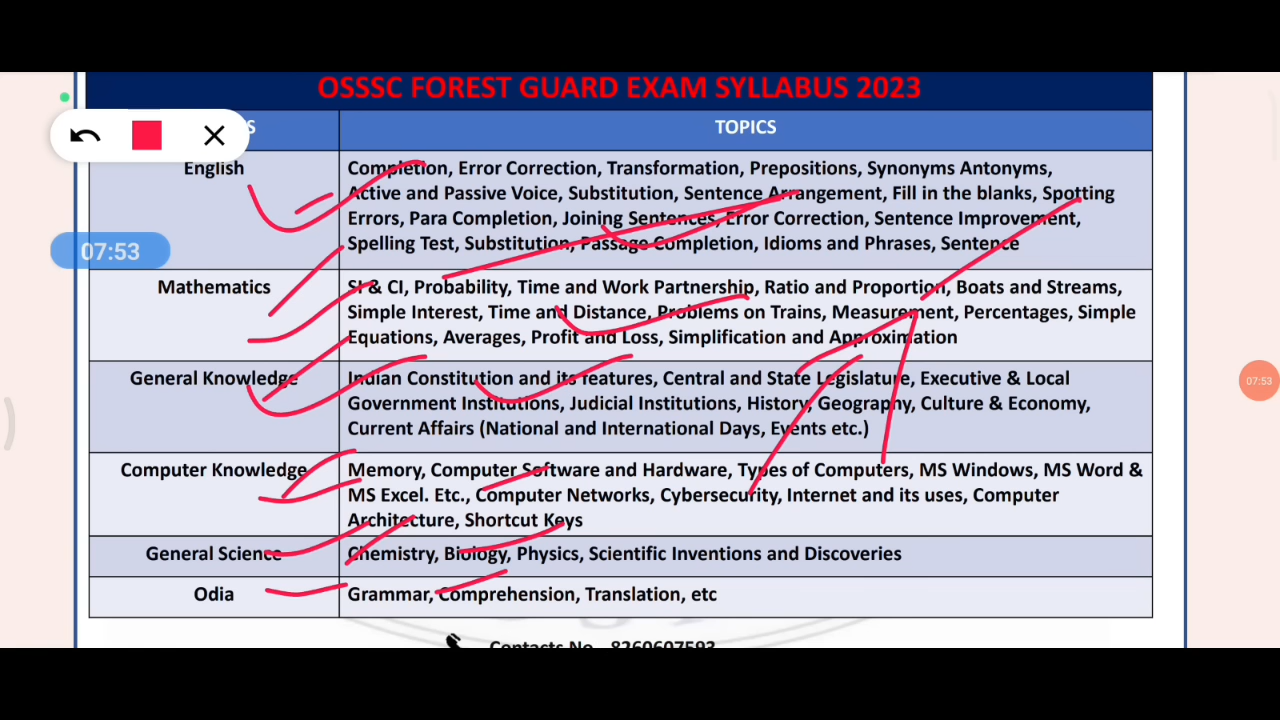 OSSSC FOREST GUARD EXAM SYLLABUS 2023
S
TOPICS
English
Completion, Error Correction, Transformation, Prepositions, Synonyms Antonyms,
Active and Passive Voice, Substitution, Sentence Arrangement, Fill in the blanks, Spotting
Errors, Para Completion, Joining Sentences, Error Correction, Sentence Improvement,
Spelling Test, Substitution, Passage Completion, Idioms and Phrases, Sentence
07:53
Mathematics
SI & CI, Probability, Time and Work Partnership, Ratio and Proportion, Boats and Streams,
Simple Interest, Time and Distance, Problems on Trains, Measurement, Percentages, Simple
Equations, Averages, Profit and Loss, Simplification and Approximation
General Knowledge
Indian Constitution and its features, Central and State Legislature, Executive & Local
Government Institutions, Judicial Institutions, History, Geography, Culture & Economy,
Current Affairs (National and International Days, Events etc.)
07:53
Computer Knowledge
Memory, Computer Software and Hardware, Types of Computers, MS Windows, MS Word &
MS Excel. Etc., Computer Networks, Cybersecurity, Internet and its uses, Computer
Architecture, Shortcut Keys
General Science
Chemistry, Biology, Physics, Scientific Inventions and Discoveries
Odia
Grammar, Comprehension, Translation, etc
Contacts No 8260607593